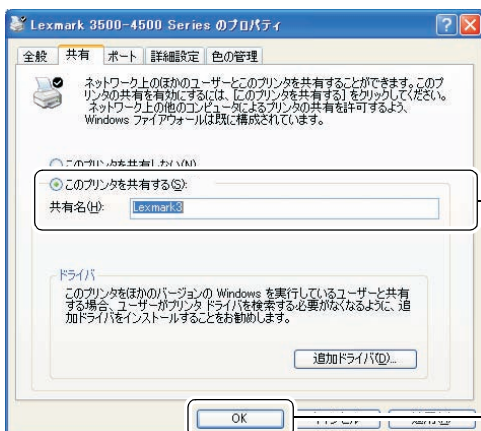 Lexmark 3500-4500 Series のプロパティ
全般 共有 ポート 詳細設定 色の管理
ネットワーク上のほかのユーザーとこのプリンタを共有することができます。このプ
リンタの共有を有効にするには、[このプリンタを共有する] をクリックしてください。
ネットワーク上の他のコンピュータによるプリンタの共有を許可するよう、
Windows ファイアウォールは既に構成されています。
このプリンタを共有しない(N)
このプリンタを共有する(S):
共有名(H): Lexmark3
ドライバ
このプリンタをほかのバージョンの Windows を実行しているユーザーと共有
する場合、ユーザーがプリンタ ドライバを検索する必要がなくなるように、追
加ドライバをインストールすることをお勧めします。
追加ドライバ(D)...
OK